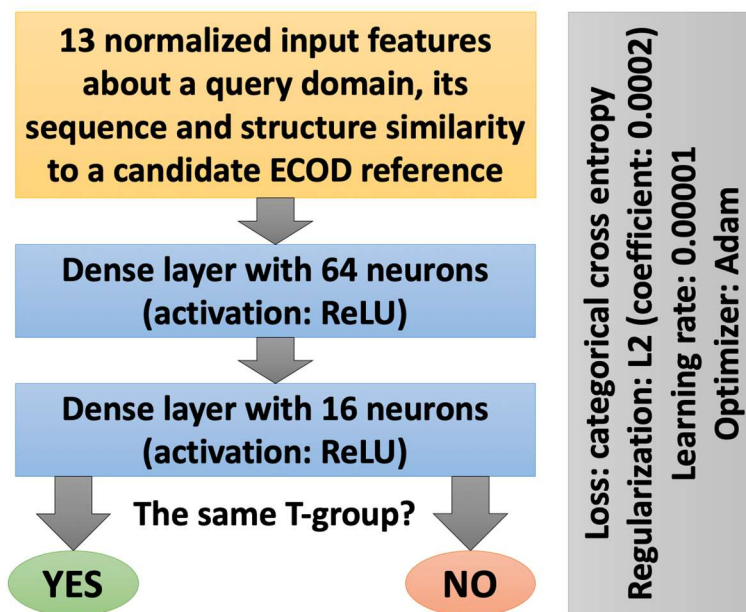 13 normalized input features
about a query domain, its
sequence and structure similarity
to a candidate ECOD reference
Dense layer with 64 neurons
(activation: ReLU)
Dense layer with 16 neurons
(activation: ReLU)
The same T-group?
YES
NO
Loss: categorical cross entropy
Regularization: L2 (coefficient: 0.0002)
Learning rate: 0.00001
Optimizer: Adam